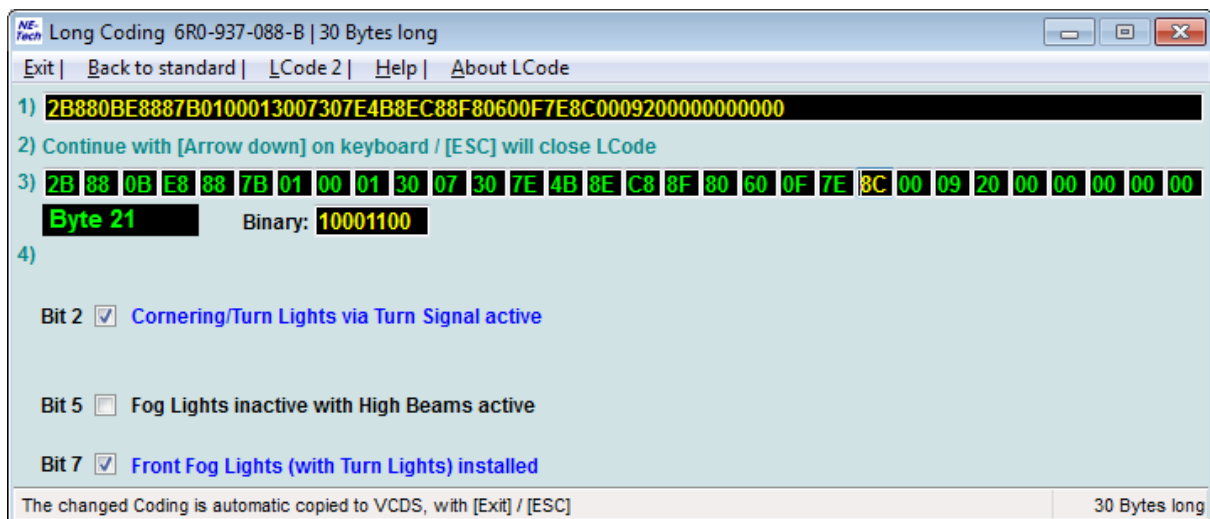 NE-Tech Long Coding 6R0-937-088-B | 30 Bytes long
Exit | Back to standard | LCode 2 | Help | About LCode
1) 2B880BE8887B0100013007307E4B8EC88F80600F7E8C0009200000000000
2) Continue with [Arrow down] on keyboard / [ESC] will close LCode
3) 2B 88 0B E8 88 7B 01 00 01 30 07 30 7E 4B 8E C8 8F 80 60 0F 7E 8C 00 09 20 00 00 00 00 00
Byte 21 Binary: 10001100
4)
Bit 2 Cornering/Turn Lights via Turn Signal active
Bit 5 Fog Lights inactive with High Beams active
Bit 7 Front Fog Lights (with Turn Lights) installed
The changed Coding is automatic copied to VCDS, with [Exit] / [ESC] 30 Bytes long